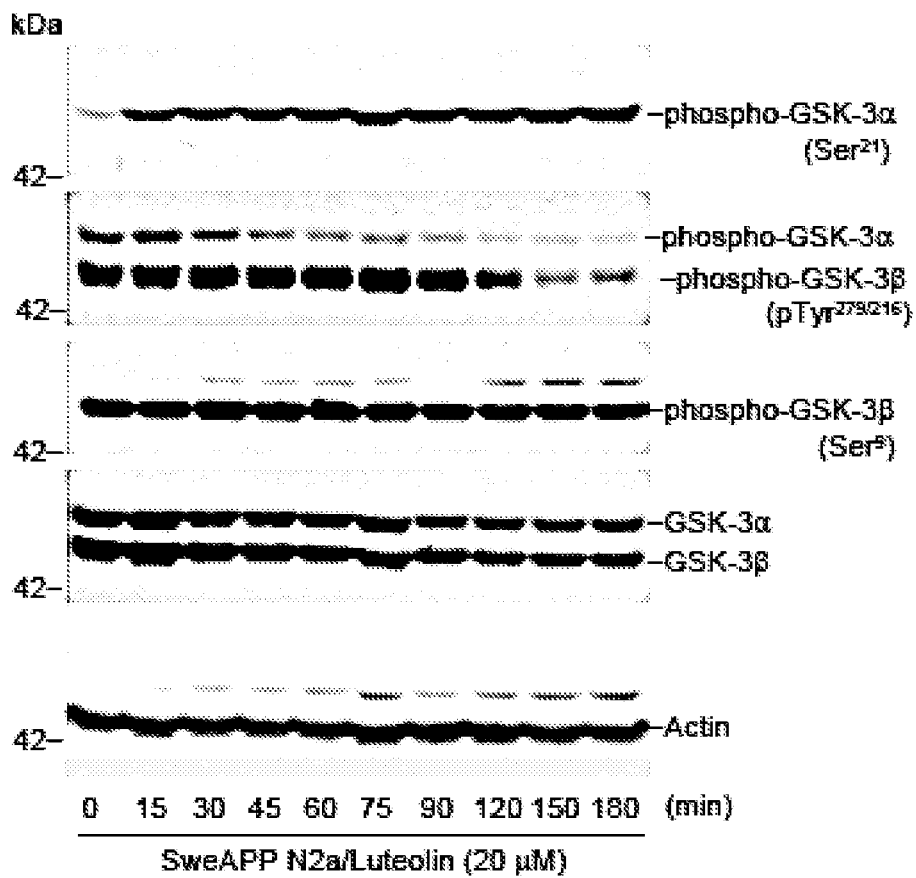 kDa
phospho-GSK-3α
(Ser²¹)
42–
phospho-GSK-3α
phospho-GSK-3β
(pTyr²⁷⁹/²¹⁶)
42–
phospho-GSK-3β
(Ser⁹)
42–
GSK-3α
GSK-3β
42–
Actin
42–
0 15 30 45 60 75 90 120 150 180 (min)
SweAPP N2a/Luteolin (20 µM)